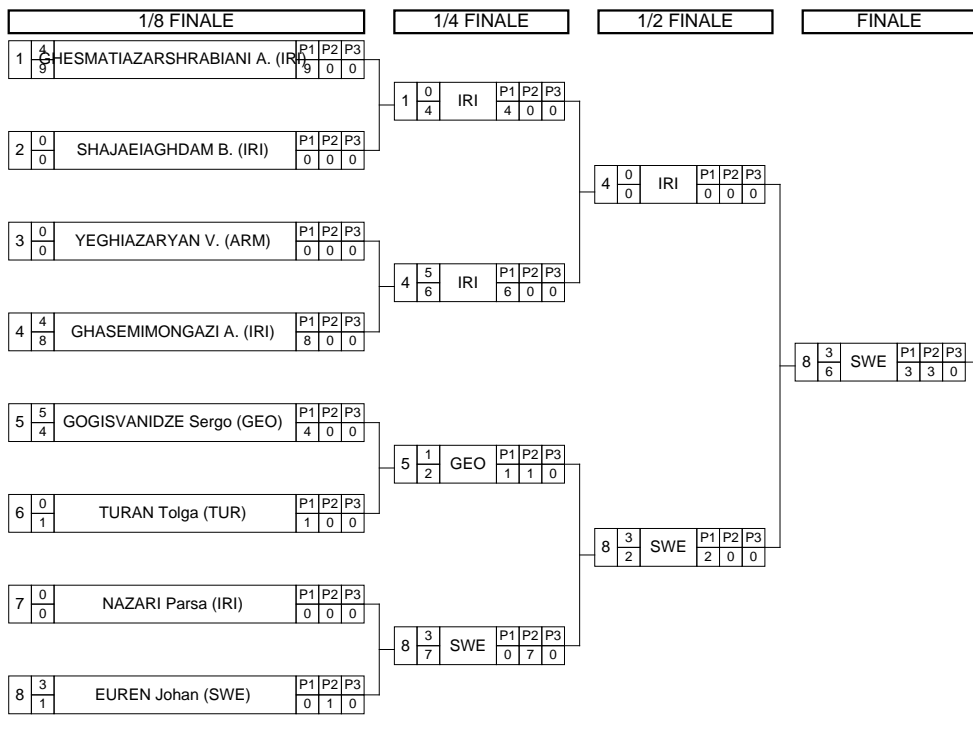 1/8 FINALE 1/4 FINALE 1/2 FINALE FINALE
1 4 9 GHESMATIAZARSHRABIANI A. (IRI) P1 P2 P3 9 0 0
1 0 4 IRI P1 P2 P3 4 0 0
2 0 0 SHAJAEIAGHDAM B. (IRI) P1 P2 P3 0 0 0
4 0 0 IRI P1 P2 P3 0 0 0
3 0 0 YEGHIAZARYAN V. (ARM) P1 P2 P3 0 0 0
4 5 6 IRI P1 P2 P3 6 0 0
4 4 8 GHASEMIMONGAZI A. (IRI) P1 P2 P3 8 0 0
8 3 6 SWE P1 P2 P3 3 3 0
5 5 4 GOGISVANIDZE Sergo (GEO) P1 P2 P3 4 0 0
5 1 2 GEO P1 P2 P3 1 1 0
6 0 1 TURAN Tolga (TUR) P1 P2 P3 1 0 0
8 3 2 SWE P1 P2 P3 2 0 0
7 0 0 NAZARI Parsa (IRI) P1 P2 P3 0 0 0
8 3 7 SWE P1 P2 P3 0 7 0
8 3 1 EUREN Johan (SWE) P1 P2 P3 0 1 0